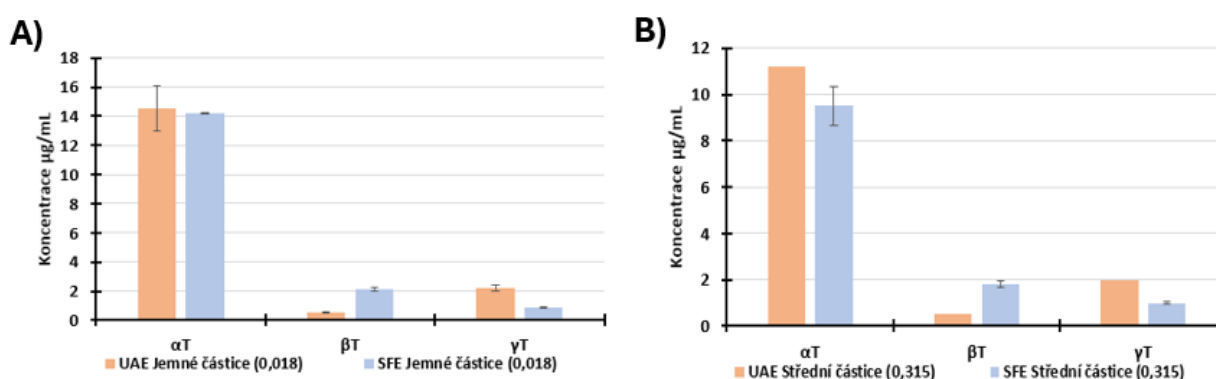 A)
Koncentrace µg/mL
18
16
14
12
10
8
6
4
2
0
αT
βT
γT
UAE Jemné částice (0,018)
SFE Jemné částice (0,018)
B)
Koncentrace µg/mL
12
10
8
6
4
2
0
αT
βT
γT
UAE Střední částice (0,315)
SFE Střední částice (0,315)